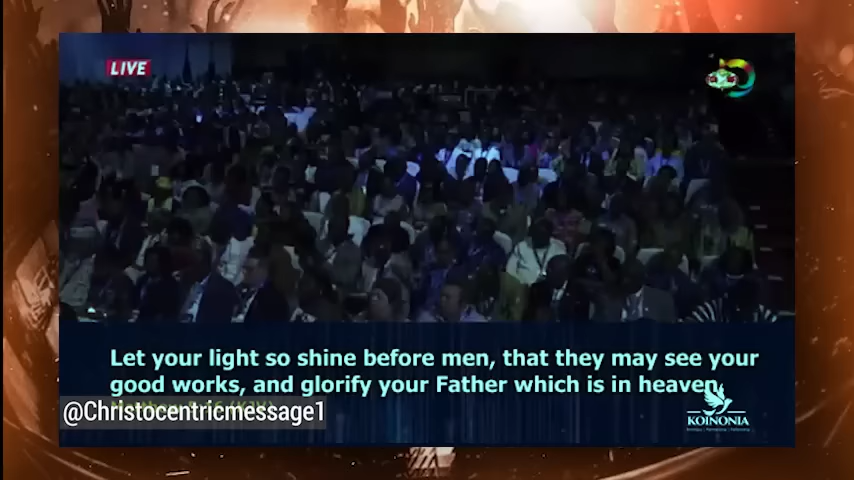 LIVE
Let your light so shine before men, that they may see your
good works, and glorify your Father which is in heaven.
@Christocentricmessage1
KOINONIA